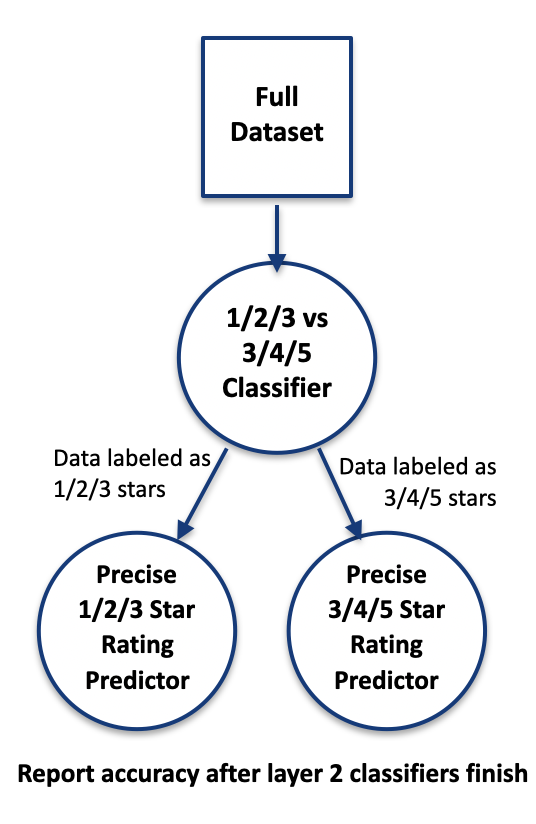 Full
Dataset
1/2/3 vs
3/4/5
Classifier
Data labeled as
1/2/3 stars
Data labeled as
3/4/5 stars
Precise
1/2/3 Star
Rating
Predictor
Precise
3/4/5 Star
Rating
Predictor
Report accuracy after layer 2 classifiers finish